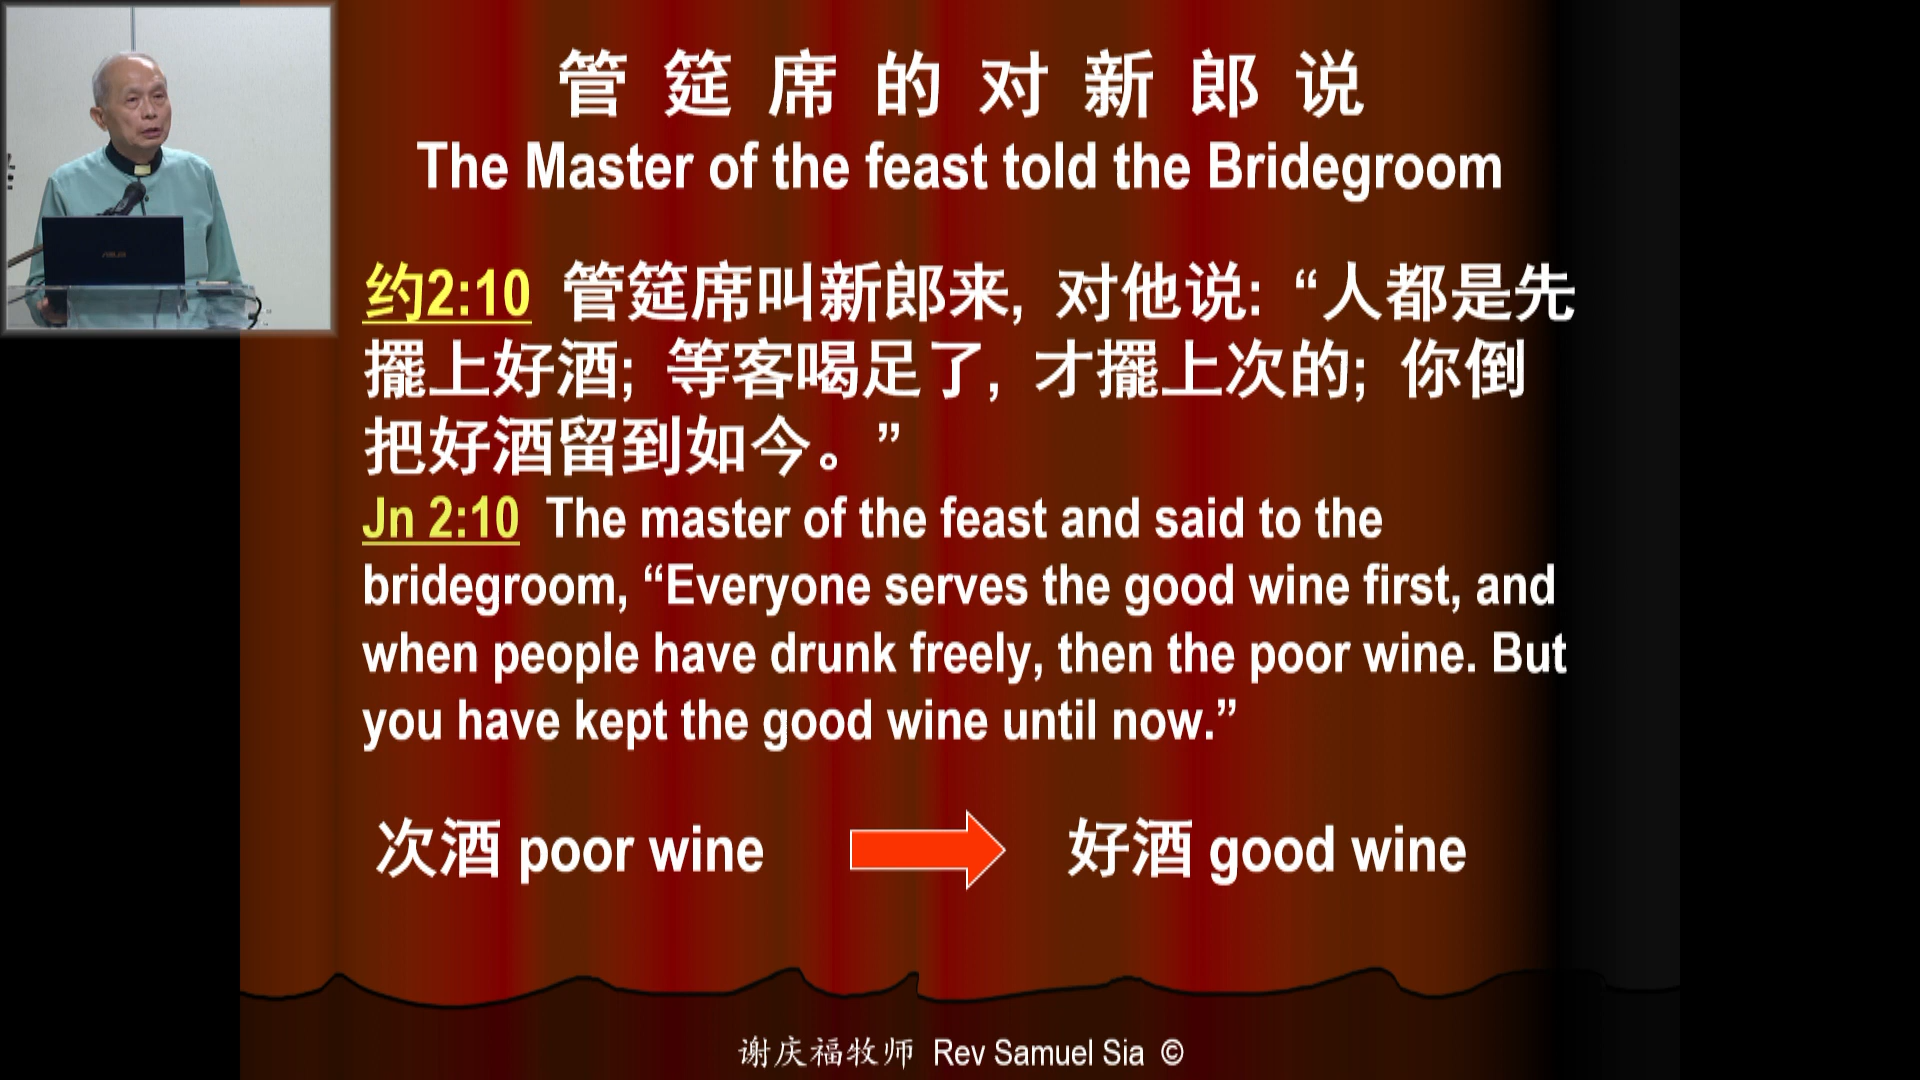 管筵席的对新郎说
The Master of the feast told the Bridegroom
约2:10 管筵席叫新郎来, 对他说: “人都是先
擺上好酒; 等客喝足了, 才擺上次的; 你倒
把好酒留到如今。”
Jn 2:10 The master of the feast and said to the
bridegroom, “Everyone serves the good wine first, and
when people have drunk freely, then the poor wine. But
you have kept the good wine until now.”
次酒 poor wine
好酒 good wine
谢庆福牧师 Rev Samuel Sia ©